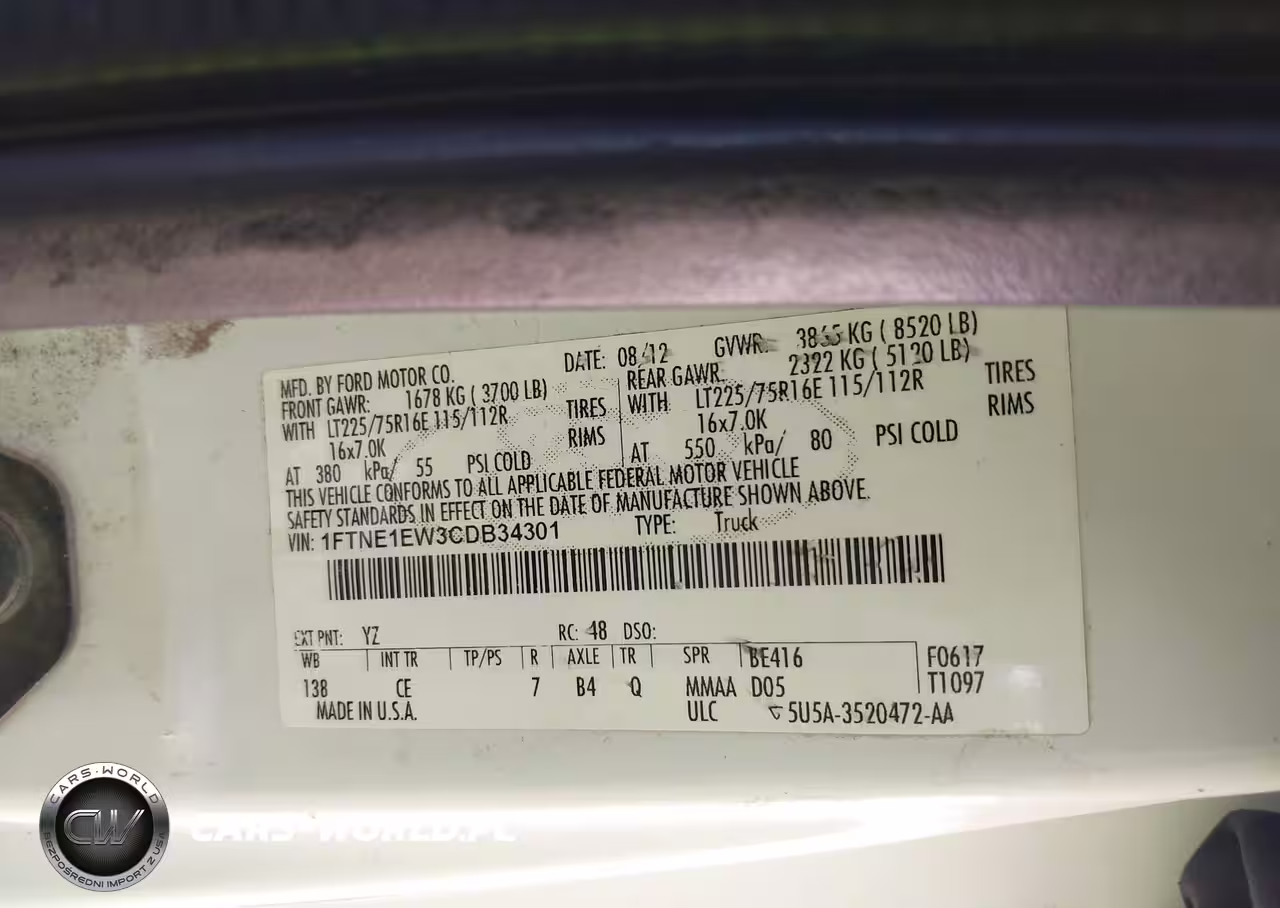 MFD. BY FORD MOTOR CO. DATE: 08/12 GVWR: 3865 KG ( 8520 LB)
FRONT GAWR: 1678 KG ( 3700 LB) REAR GAWR: 2322 KG ( 5120 LB)
WITH LT225/75R16E 115/112R TIRES WITH LT225/75R16E 115/112R TIRES
16x7.0K RIMS 16x7.0K RIMS
AT 380 kPa/ 55 PSI COLD AT 550 kPa/ 80 PSI COLD
THIS VEHICLE CONFORMS TO ALL APPLICABLE FEDERAL MOTOR VEHICLE
SAFETY STANDARDS IN EFFECT ON THE DATE OF MANUFACTURE SHOWN ABOVE.
VIN: 1FTNE1EW3CDB34301 TYPE: Truck
EXT PNT: YZ RC: 48 DSO:
WB INT TR TP/PS R AXLE TR SPR BE416 F0617
138 CE 7 B4 Q MMAA D05 T1097
MADE IN U.S.A. ULC 5U5A-3520472-AA
CARS-WORLD
CW
BEZPOŚREDNI IMPORT Z USA
CARS-WORLD.PL